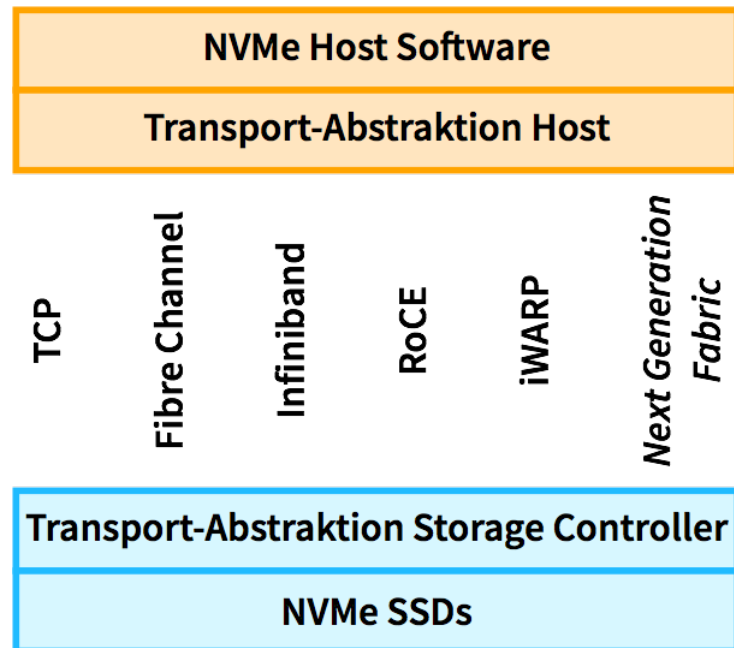 NVMe Host Software
Transport-Abstraktion Host
TCP
Fibre Channel
Infiniband
RoCE
iWARP
Next Generation
Fabric
Transport-Abstraktion Storage Controller
NVMe SSDs